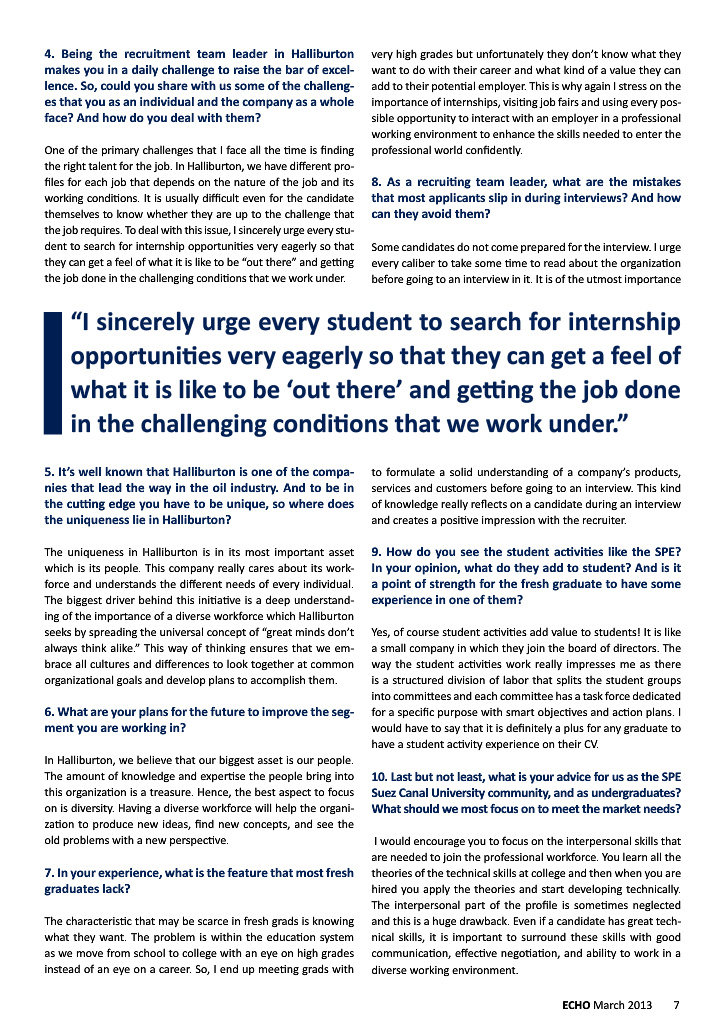 4. Being the recruitment team leader in Halliburton
makes you in a daily challenge to raise the bar of excel-
lence. So, could you share with us some of the challeng-
es that you as an individual and the company as a whole
face? And how do you deal with them?
One of the primary challenges that I face all the time is finding
the right talent for the job. In Halliburton, we have different pro-
files for each job that depends on the nature of the job and its
working conditions. It is usually difficult even for the candidate
themselves to know whether they are up to the challenge that
the job requires. To deal with this issue, I sincerely urge every stu-
dent to search for internship opportunities very eagerly so that
they can get a feel of what it is like to be “out there” and getting
the job done in the challenging conditions that we work under.
very high grades but unfortunately they don’t know what they
want to do with their career and what kind of a value they can
add to their potential employer. This is why again I stress on the
importance of internships, visiting job fairs and using every pos-
sible opportunity to interact with an employer in a professional
working environment to enhance the skills needed to enter the
professional world confidently.
8. As a recruiting team leader, what are the mistakes
that most applicants slip in during interviews? And how
can they avoid them?
Some candidates do not come prepared for the interview. I urge
every caliber to take some time to read about the organization
before going to an interview in it. It is of the utmost importance
“I sincerely urge every student to search for internship
opportunities very eagerly so that they can get a feel of
what it is like to be ‘out there’ and getting the job done
in the challenging conditions that we work under.”
5. It’s well known that Halliburton is one of the compa-
nies that lead the way in the oil industry. And to be in
the cutting edge you have to be unique, so where does
the uniqueness lie in Halliburton?
The uniqueness in Halliburton is in its most important asset
which is its people. This company really cares about its work-
force and understands the different needs of every individual.
The biggest driver behind this initiative is a deep understand-
ing of the importance of a diverse workforce which Halliburton
seeks by spreading the universal concept of “great minds don’t
always think alike.” This way of thinking ensures that we em-
brace all cultures and differences to look together at common
organizational goals and develop plans to accomplish them.
6. What are your plans for the future to improve the seg-
ment you are working in?
In Halliburton, we believe that our biggest asset is our people.
The amount of knowledge and expertise the people bring into
this organization is a treasure. Hence, the best aspect to focus
on is diversity. Having a diverse workforce will help the organi-
zation to produce new ideas, find new concepts, and see the
old problems with a new perspective.
7. In your experience, what is the feature that most fresh
graduates lack?
The characteristic that may be scarce in fresh grads is knowing
what they want. The problem is within the education system
as we move from school to college with an eye on high grades
instead of an eye on a career. So, I end up meeting grads with
to formulate a solid understanding of a company’s products,
services and customers before going to an interview. This kind
of knowledge really reflects on a candidate during an interview
and creates a positive impression with the recruiter.
9. How do you see the student activities like the SPE?
In your opinion, what do they add to student? And is it
a point of strength for the fresh graduate to have some
experience in one of them?
Yes, of course student activities add value to students! It is like
a small company in which they join the board of directors. The
way the student activities work really impresses me as there
is a structured division of labor that splits the student groups
into committees and each committee has a task force dedicated
for a specific purpose with smart objectives and action plans. I
would have to say that it is definitely a plus for any graduate to
have a student activity experience on their CV.
10. Last but not least, what is your advice for us as the SPE
Suez Canal University community, and as undergraduates?
What should we most focus on to meet the market needs?
I would encourage you to focus on the interpersonal skills that
are needed to join the professional workforce. You learn all the
theories of the technical skills at college and then when you are
hired you apply the theories and start developing technically.
The interpersonal part of the profile is sometimes neglected
and this is a huge drawback. Even if a candidate has great tech-
nical skills, it is important to surround these skills with good
communication, effective negotiation, and ability to work in a
diverse working environment.
ECHO March 2013 7